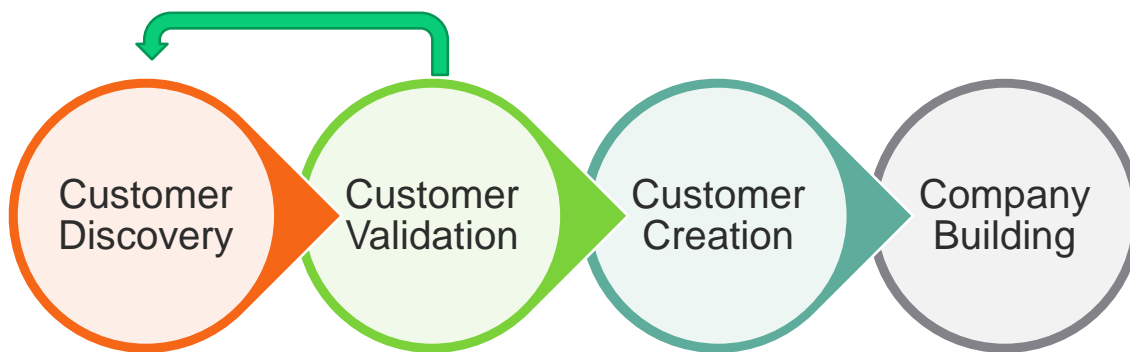 Customer
Discovery
Customer
Validation
Customer
Creation
Company
Building